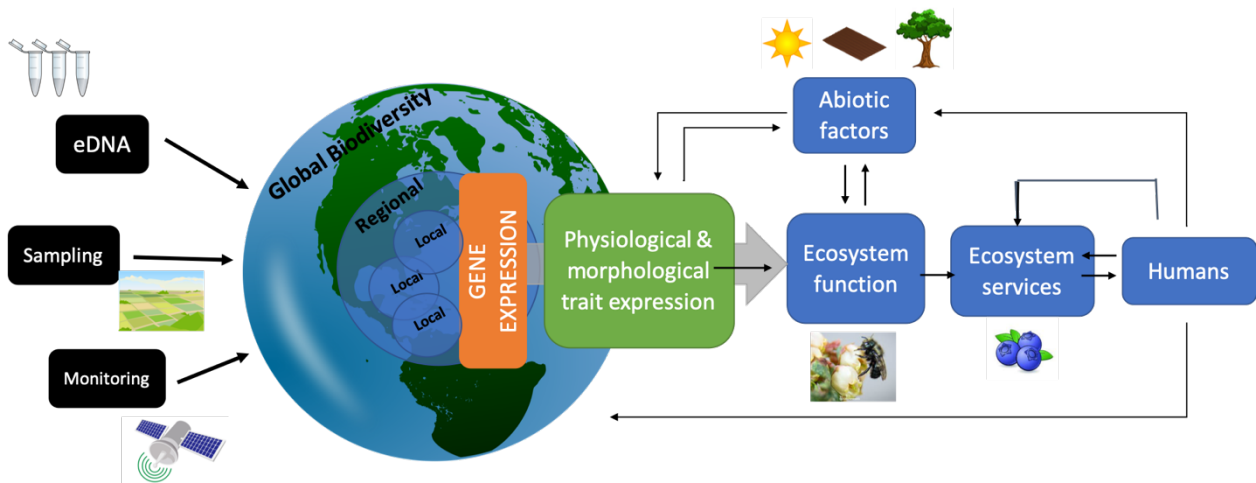 eDNA
Sampling
Monitoring
Global Biodiversity
Regional
Local
Local
Local
GENE
EXPRESSION
Physiological &
morphological
trait expression
Abiotic
factors
Ecosystem
function
Ecosystem
services
Humans